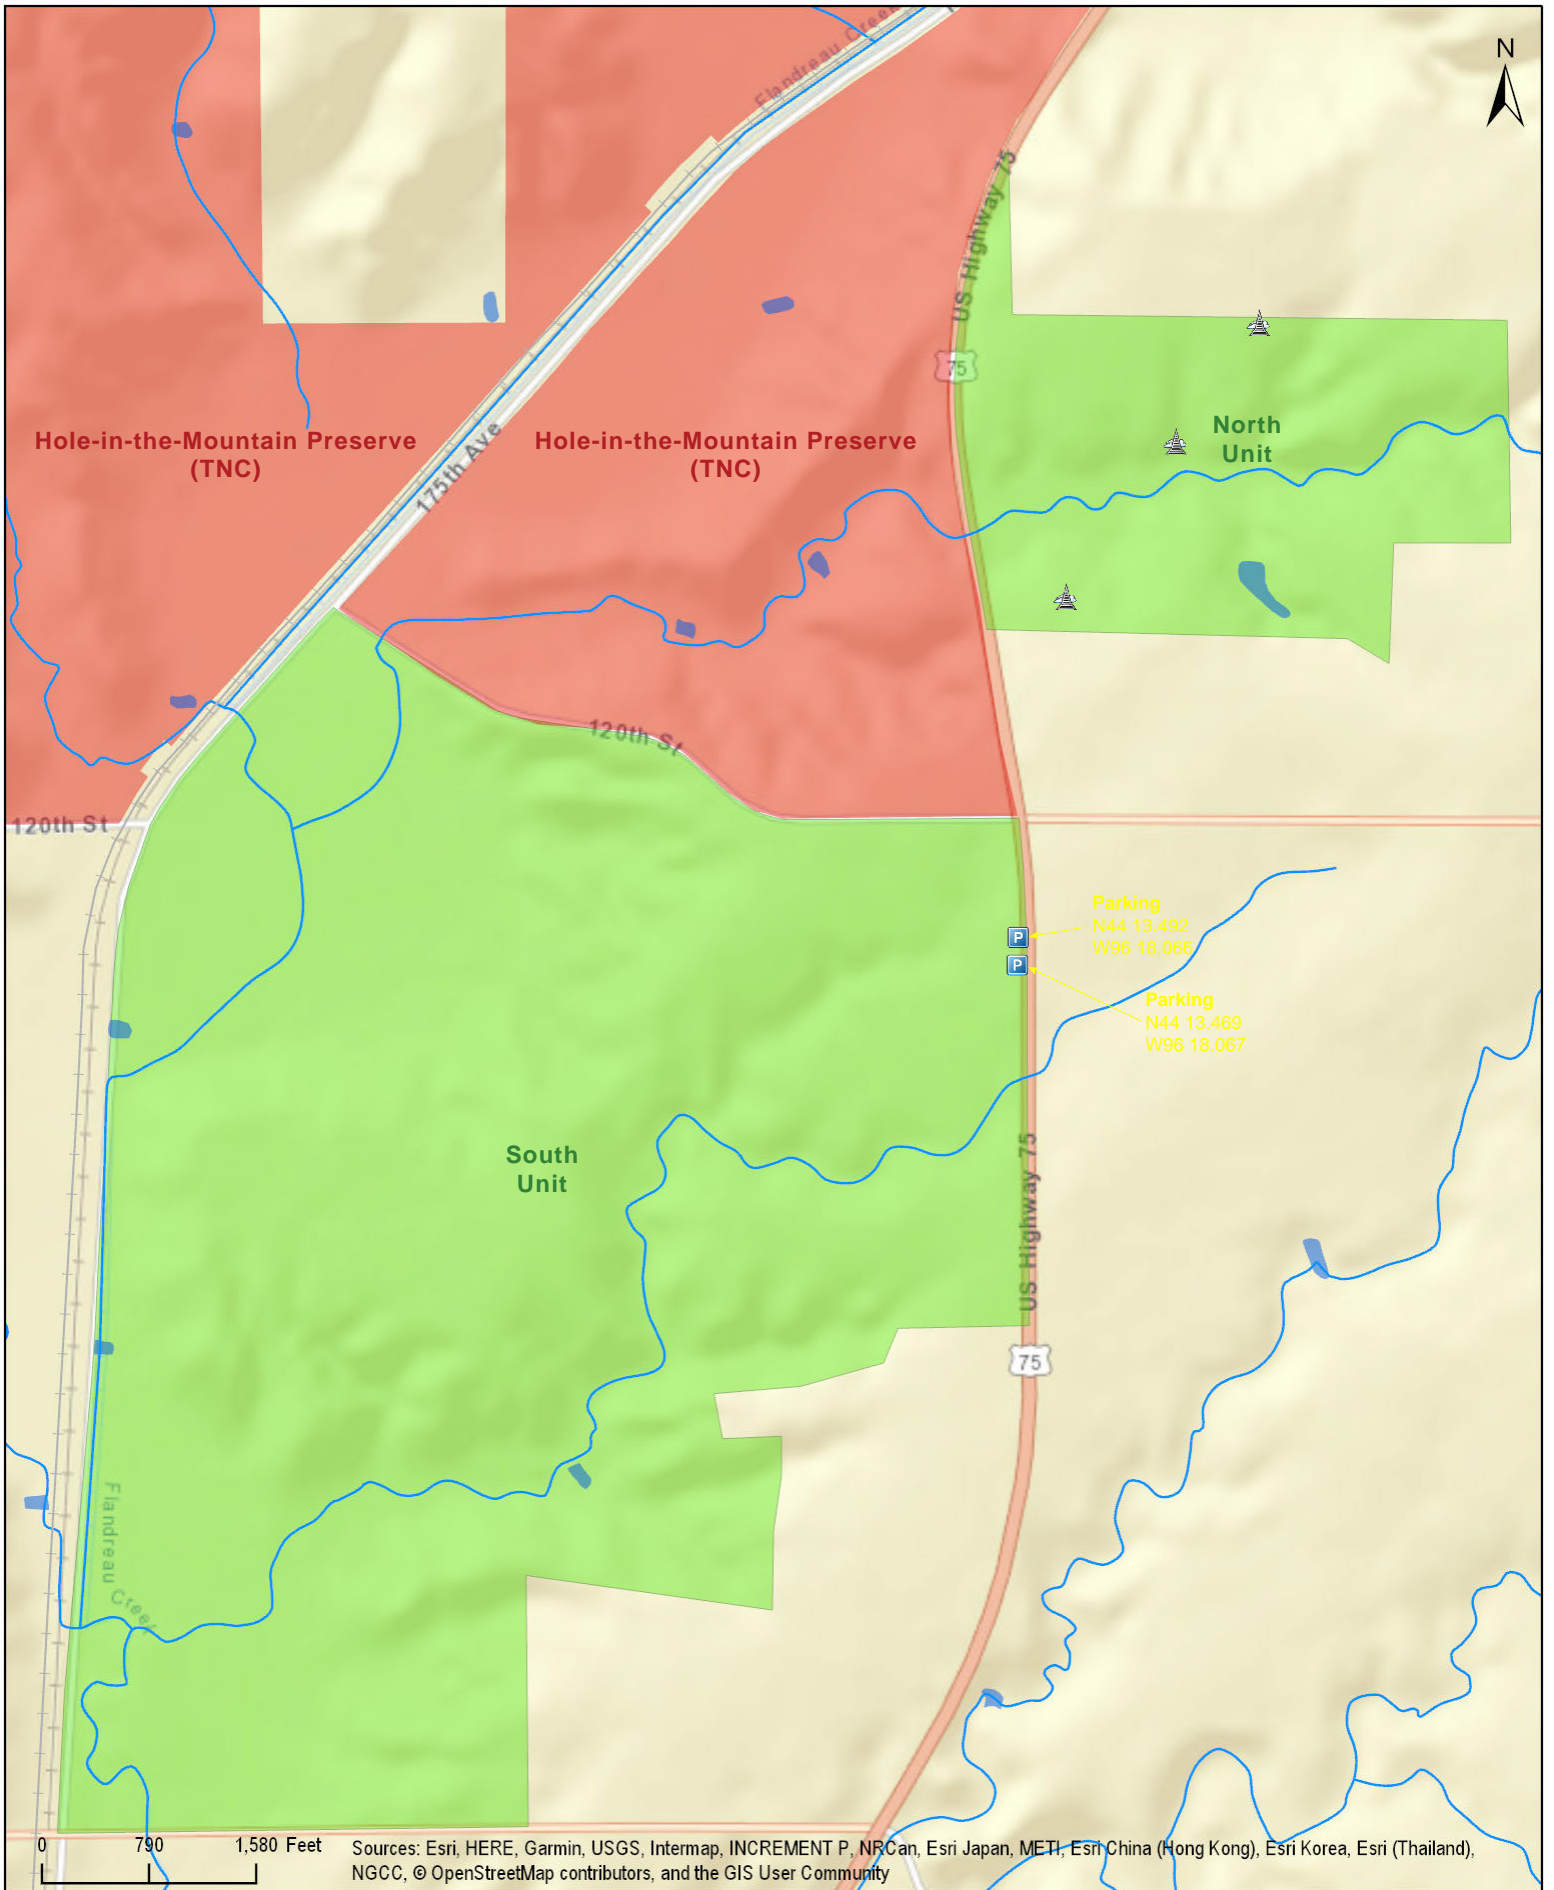 Flandreau Creek
N
US Highway 75
75
Hole-in-the-Mountain Preserve
(TNC)
175th Ave
Hole-in-the-Mountain Preserve
(TNC)
North
Unit
120th St
120th St
Parking
N44 13.492
W96 18.066
P
P
Parking
N44 13.469
W96 18.067
South
Unit
US Highway 75
75
Flandreau Creek
0 790 1,580 Feet
Sources: Esri, HERE, Garmin, USGS, Intermap, INCREMENT P, NRCan, Esri Japan, METI, Esri China (Hong Kong), Esri Korea, Esri (Thailand),
NGCC, © OpenStreetMap contributors, and the GIS User Community